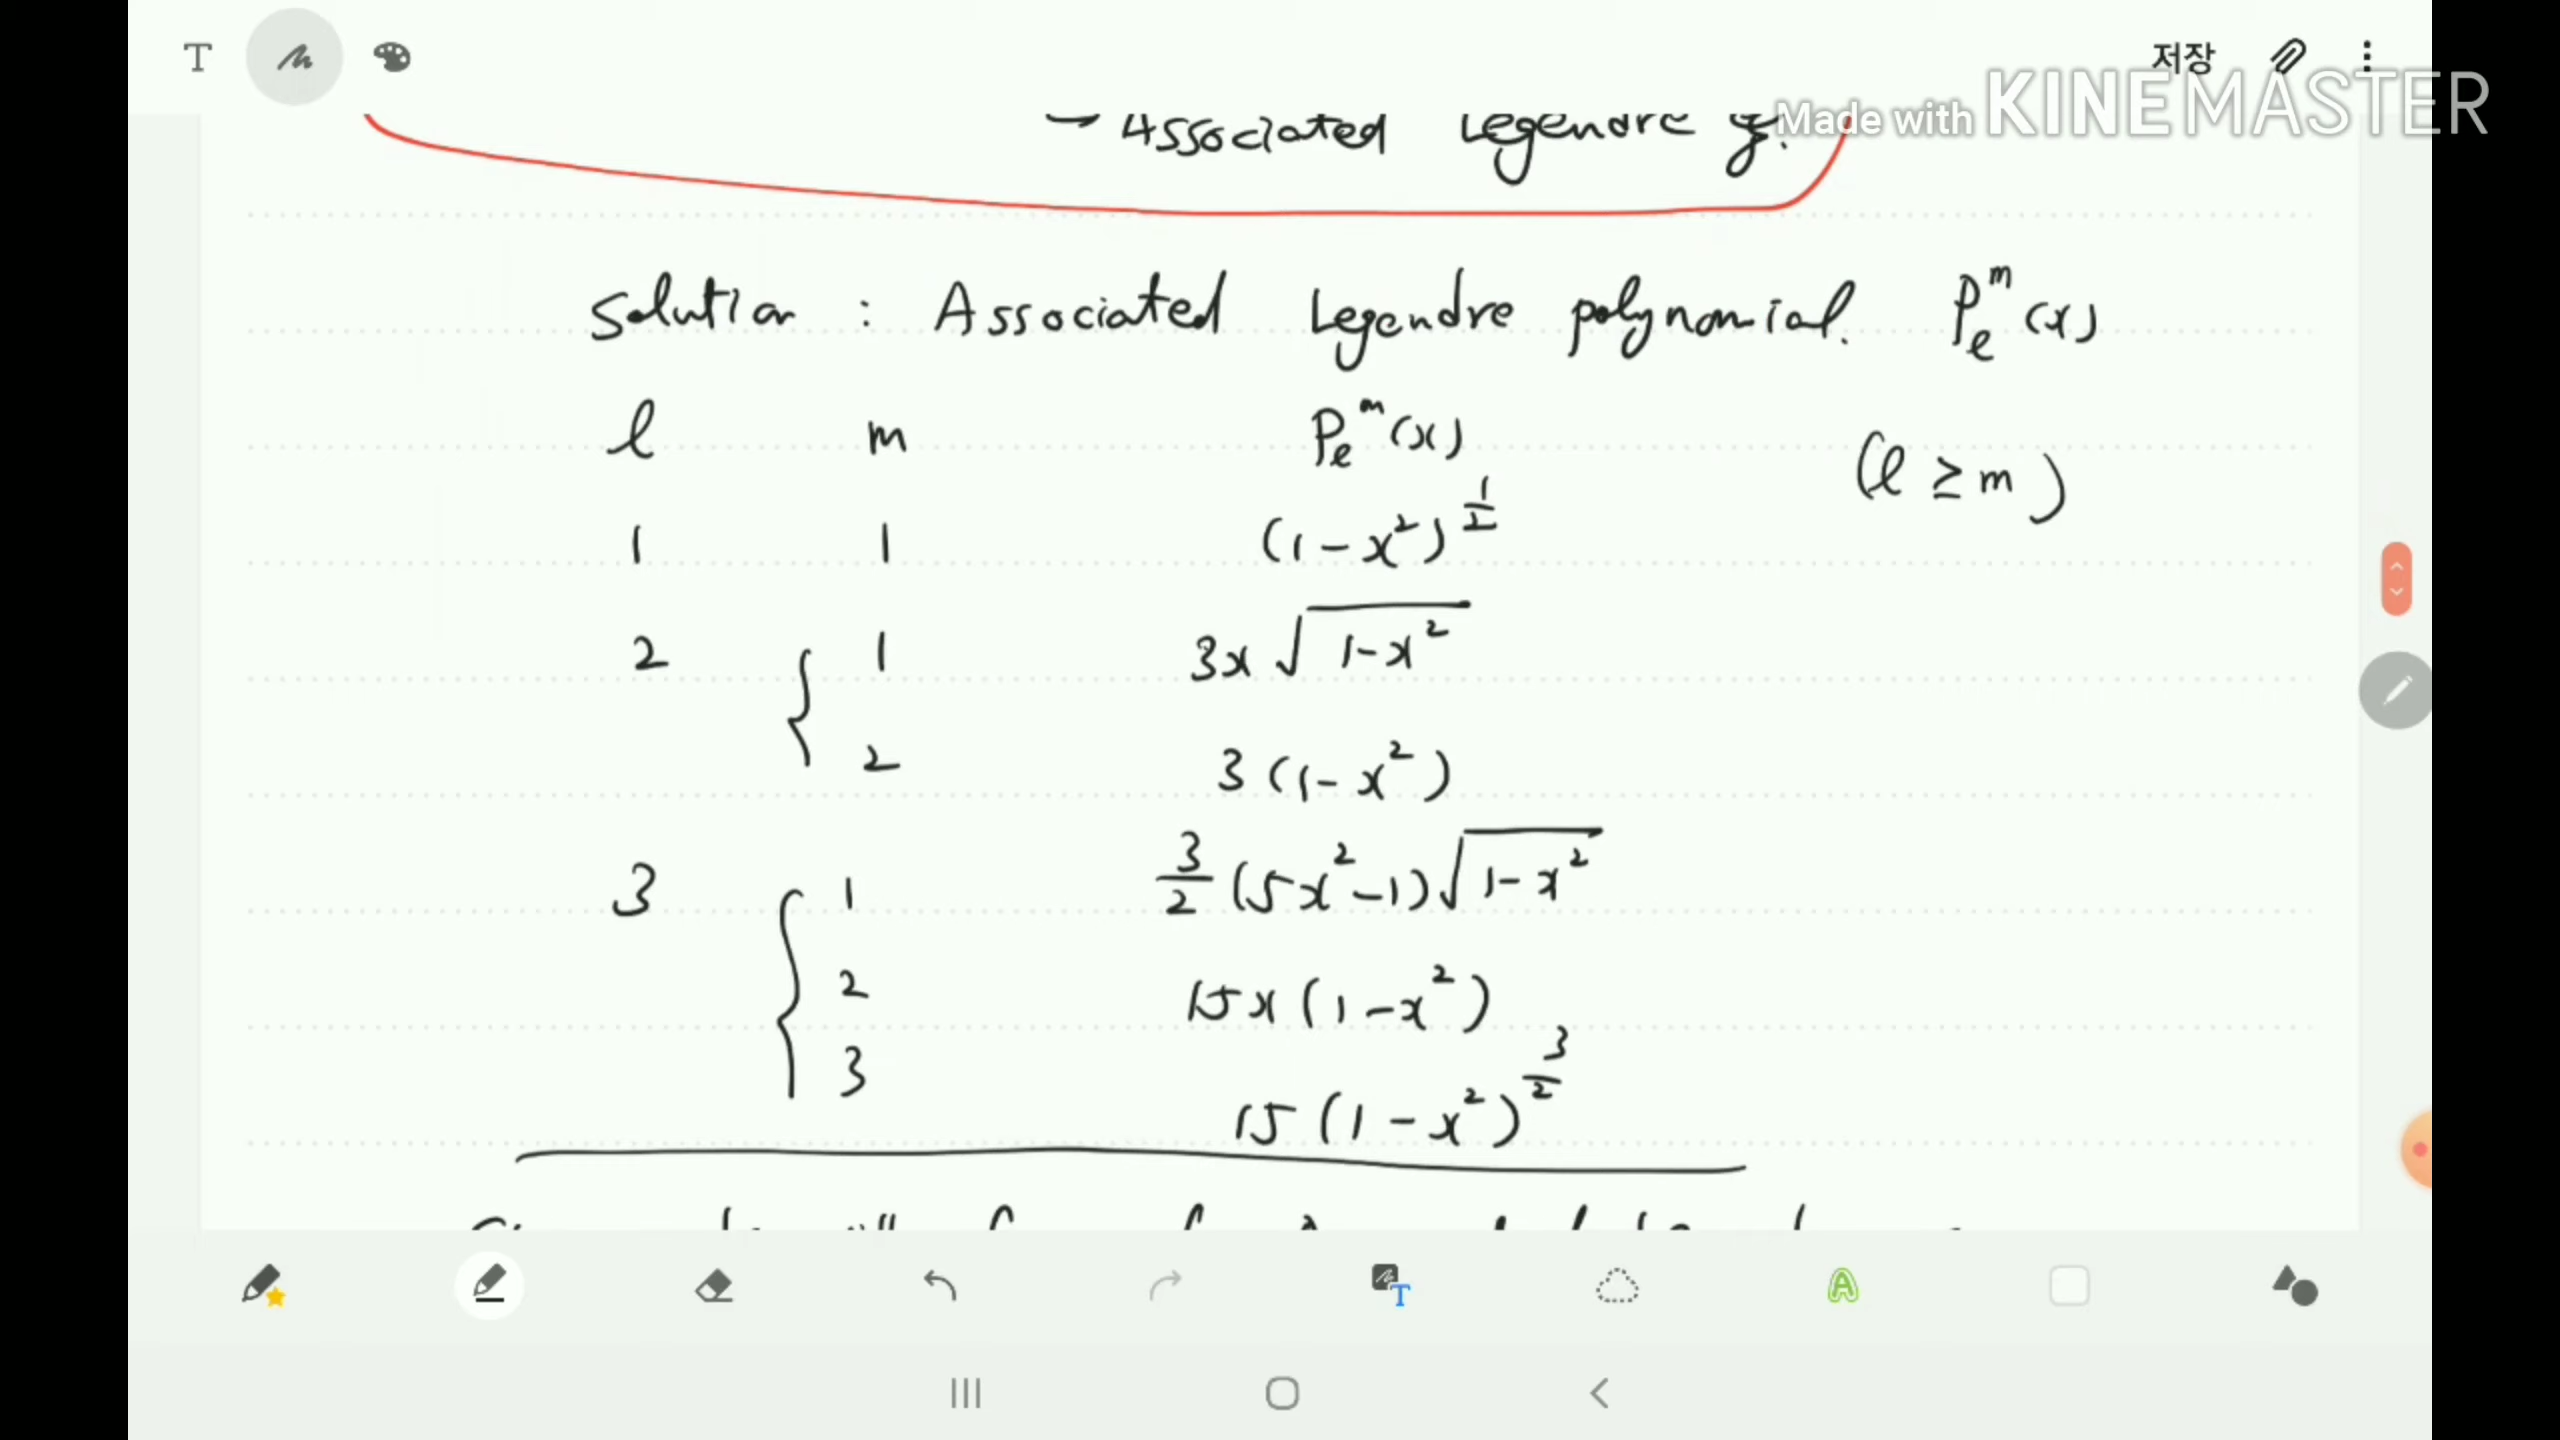 T 저장
Made with KINEMASTER
Associated Legendre
Solution : Associated Legendre polynomial. Pₗᵐ(x)
l m Pₗᵐ(x) (l ≥ m)
1 1 (1-x²)^½
2 { 1 3x√(1-x²)
2 3(1-x²)
3 { 1 3/2 (5x²-1)√(1-x²)
2 15x(1-x²)
3 15(1-x²)^3/2
T
A